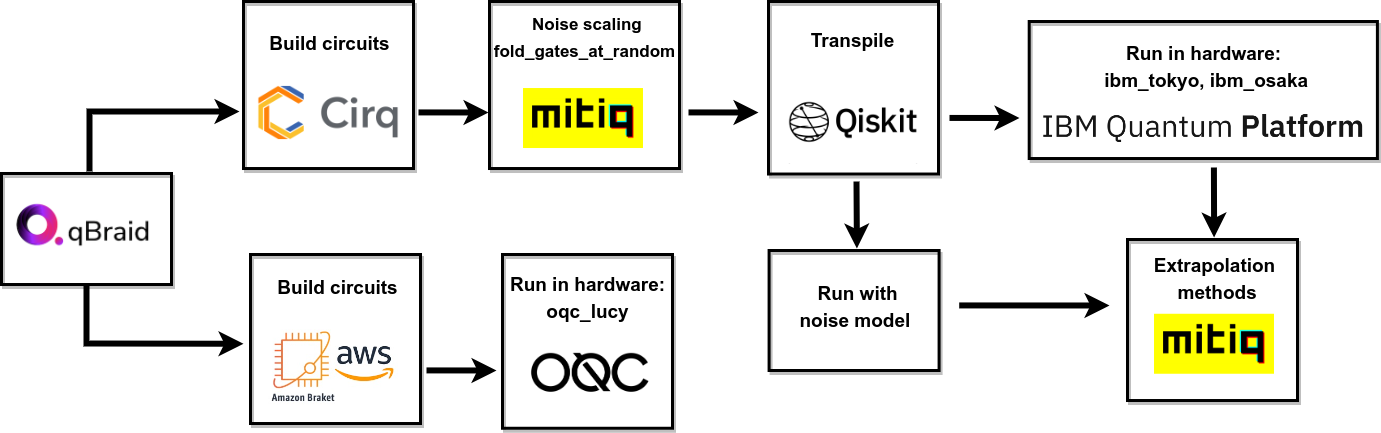 qBraid
Build circuits
Cirq
Noise scaling
fold_gates_at_random
mitiq
Transpile
Qiskit
Run in hardware:
ibm_tokyo, ibm_osaka
IBM Quantum Platform
Build circuits
aws
Amazon Braket
Run in hardware:
oqc_lucy
OQC
Run with
noise model
Extrapolation
methods
mitiq